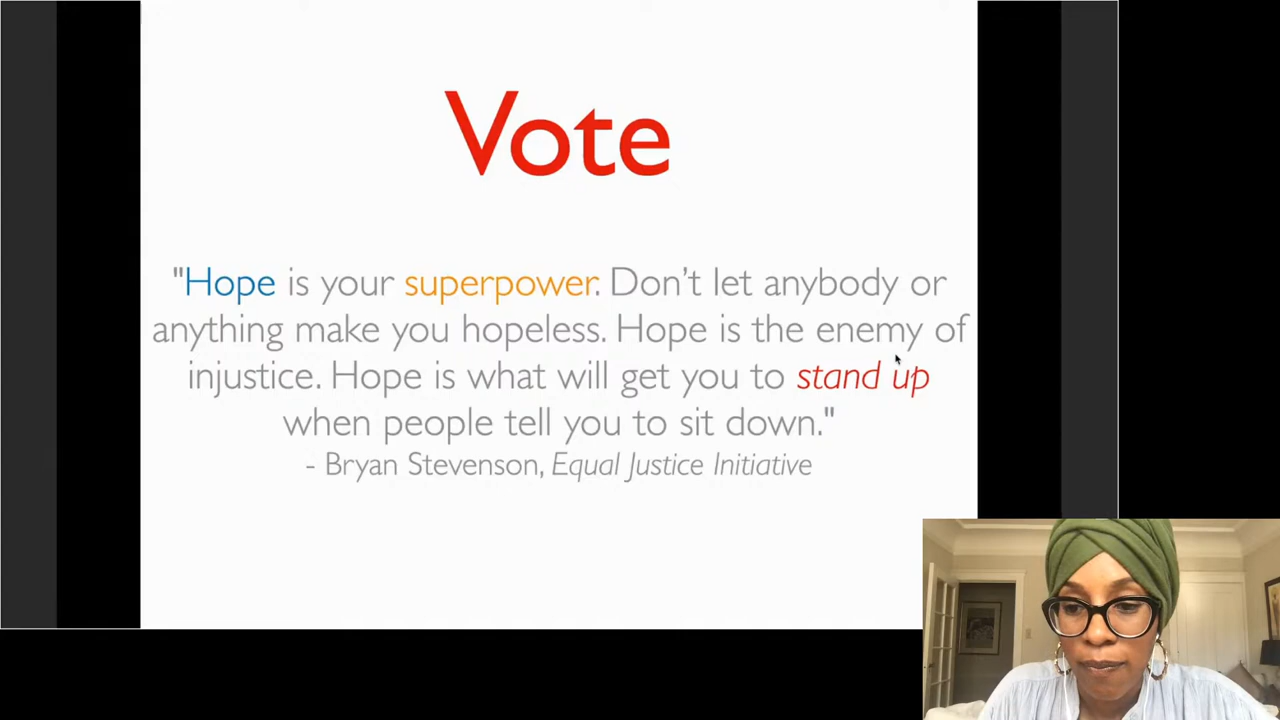 Vote
"Hope is your superpower. Don’t let anybody or
anything make you hopeless. Hope is the enemy of
injustice. Hope is what will get you to stand up
when people tell you to sit down."
- Bryan Stevenson, Equal Justice Initiative